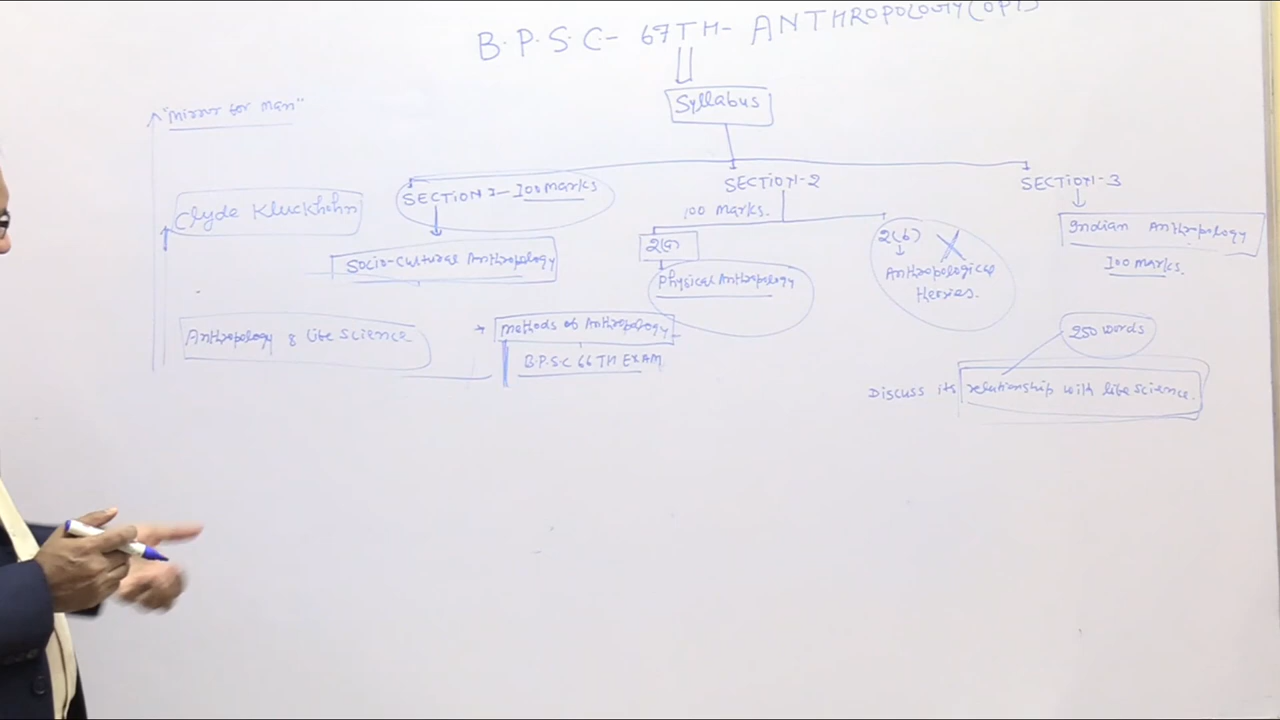 B.P.S.C- 67TH- ANTHROPOLOGY(OPT)
"Mirror for Man"
Syllabus
Clyde Kluckhohn
SECTION I - 100 marks
SECTION-2
SECTION-3
100 marks.
Socio-Cultural Anthropology
2(a)
Physical Anthropology
2(b)
Anthropological
Theories.
Indian Anthropology
100 marks.
Anthropology & life science
methods of Anthropology
B.P.S.C 66TH EXAM
250 words
Discuss its relationship with life science.